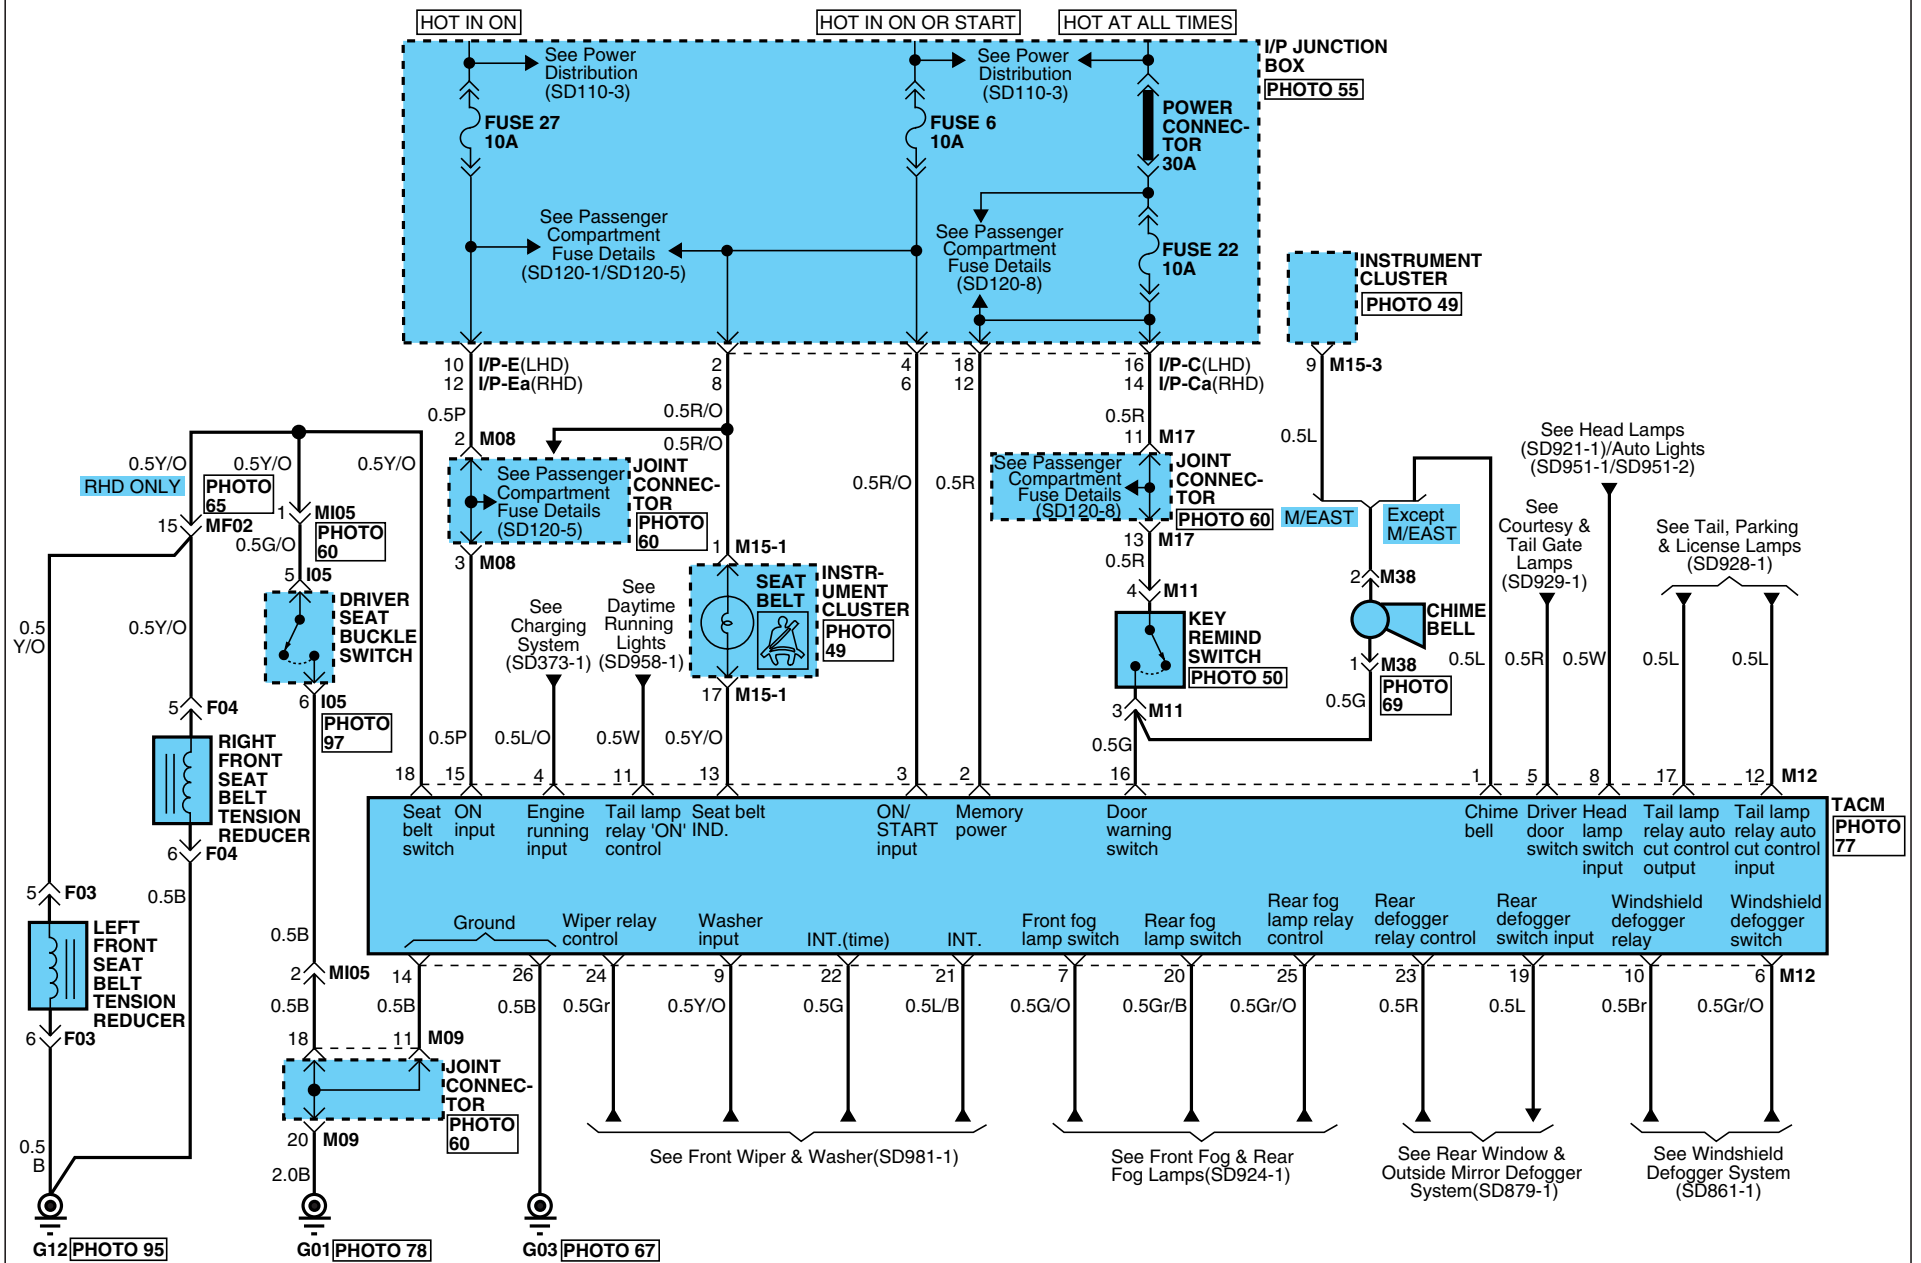 HOT IN ON
HOT IN ON OR START
HOT AT ALL TIMES
See Power
Distribution
(SD110-3)
See Power
Distribution
(SD110-3)
I/P JUNCTION
BOX
PHOTO 55
FUSE 27
10A
FUSE 6
10A
POWER
CONNEC-
TOR
30A
See Passenger
Compartment
Fuse Details
(SD120-1/SD120-5)
See Passenger
Compartment
Fuse Details
(SD120-8)
FUSE 22
10A
INSTRUMENT
CLUSTER
PHOTO 49
10 I/P-E(LHD)
12 I/P-Ea(RHD)
2
8
4
6
18
12
16 I/P-C(LHD)
14 I/P-Ca(RHD)
9 M15-3
0.5P
0.5R/O
0.5R
0.5L
2 M08
0.5R/O
11 M17
See Head Lamps
(SD921-1)/Auto Lights
(SD951-1/SD951-2)
0.5Y/O
0.5Y/O
0.5Y/O
RHD ONLY
PHOTO
65
See Passenger
Compartment
Fuse Details
(SD120-5)
JOINT
CONNEC-
TOR
PHOTO
60
0.5R/O
0.5R
See Passenger
Compartment
Fuse Details
(SD120-8)
JOINT
CONNEC-
TOR
PHOTO 60
M/EAST
Except
M/EAST
See
Courtesy &
Tail Gate
Lamps
(SD929-1)
See Tail, Parking
& License Lamps
(SD928-1)
15 MF02
1 MI05
PHOTO
60
0.5G/O
3 M08
1 M15-1
13 M17
0.5R
5 I05
4 M11
2 M38
DRIVER
SEAT
BUCKLE
SWITCH
See
Charging
System
(SD373-1)
See
Daytime
Running
Lights
(SD958-1)
SEAT
BELT
INSTR-
UMENT
CLUSTER
PHOTO
49
KEY
REMIND
SWITCH
PHOTO 50
CHIME
BELL
0.5
Y/O
0.5Y/O
6 I05
PHOTO
97
17 M15-1
3 M11
1 M38
PHOTO
69
0.5G
0.5L
0.5R
0.5W
0.5L
0.5L
5 F04
RIGHT
FRONT
SEAT
BELT
TENSION
REDUCER
6 F04
0.5P
0.5L/O
0.5W
0.5Y/O
0.5G
18
15
4
11
13
3
2
16
1
5
8
17
12 M12
Seat
belt
switch
ON
input
Engine
running
input
Tail lamp
relay 'ON'
control
Seat belt
IND.
ON/
START
input
Memory
power
Door
warning
switch
Chime
bell
Driver
door
switch
Head
lamp
switch
input
Tail lamp
relay auto
cut control
output
Tail lamp
relay auto
cut control
input
TACM
PHOTO
77
5 F03
0.5B
LEFT
FRONT
SEAT
BELT
TENSION
REDUCER
6 F03
0.5B
Ground
Wiper relay
control
Washer
input
INT.(time)
INT.
Front fog
lamp switch
Rear fog
lamp switch
Rear fog
lamp relay
control
Rear
defogger
relay control
Rear
defogger
switch input
Windshield
defogger
relay
Windshield
defogger
switch
2 MI05
14
26
24
9
22
21
7
20
25
23
19
10
6 M12
0.5B
0.5B
0.5B
0.5Gr
0.5Y/O
0.5G
0.5L/B
0.5G/O
0.5Gr/B
0.5Gr/O
0.5R
0.5L
0.5Br
0.5Gr/O
18
11 M09
JOINT
CONNEC-
TOR
PHOTO
60
20 M09
2.0B
0.5
B
See Front Wiper & Washer(SD981-1)
See Front Fog & Rear
Fog Lamps(SD924-1)
See Rear Window &
Outside Mirror Defogger
System(SD879-1)
See Windshield
Defogger System
(SD861-1)
G12 PHOTO 95
G01 PHOTO 78
G03 PHOTO 67